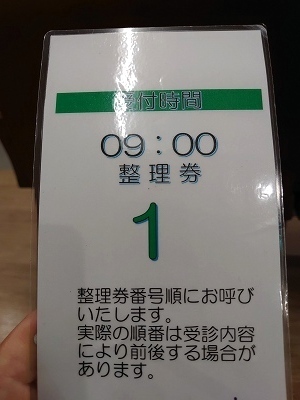 受付時間
09：00
整理券
1
整理券番号順にお呼び
いたします。
実際の順番は受診内容
により前後する場合が
あります。